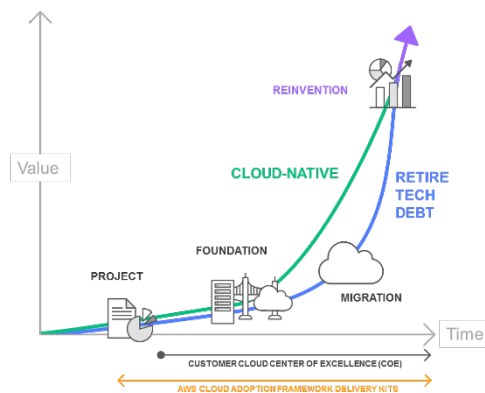 REINVENTION
Value
CLOUD-NATIVE
RETIRE
TECH
DEBT
FOUNDATION
PROJECT
MIGRATION
Time
CUSTOMER CLOUD CENTER OF EXCELLENCE (COE)
AWS CLOUD ADOPTION FRAMEWORK DELIVERY KITS